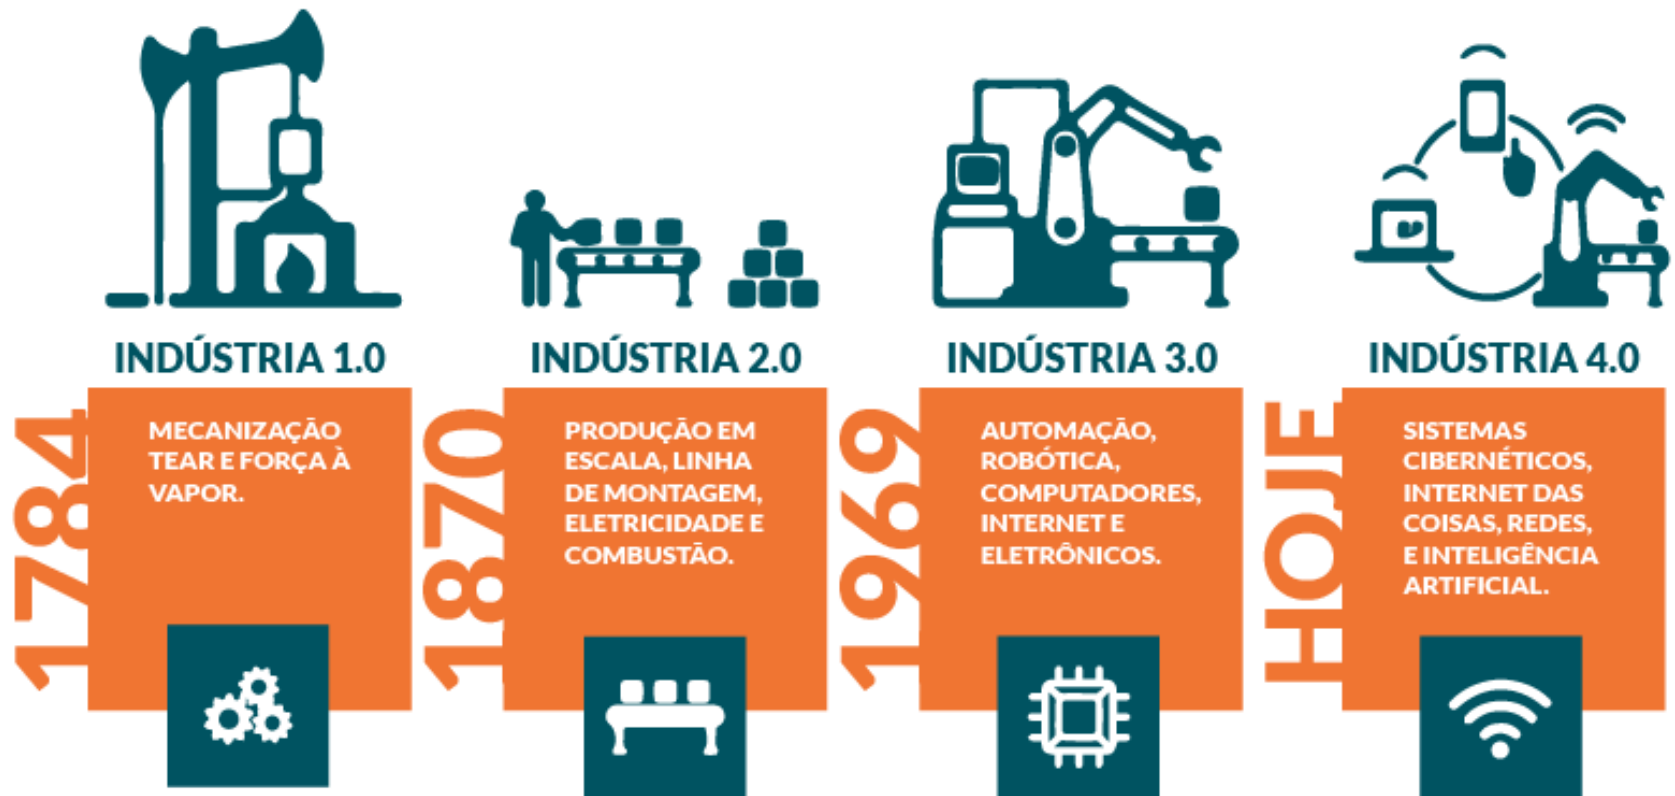 INDÚSTRIA 1.0
1784
MECANIZAÇÃO
TEAR E FORÇA À
VAPOR.
INDÚSTRIA 2.0
1870
PRODUÇÃO EM
ESCALA, LINHA
DE MONTAGEM,
ELETRICIDADE E
COMBUSTÃO.
INDÚSTRIA 3.0
1969
AUTOMAÇÃO,
ROBÓTICA,
COMPUTADORES,
INTERNET E
ELETRÔNICOS.
INDÚSTRIA 4.0
HOJE
SISTEMAS
CIBERNÉTICOS,
INTERNET DAS
COISAS, REDES,
E INTELIGÊNCIA
ARTIFICIAL.